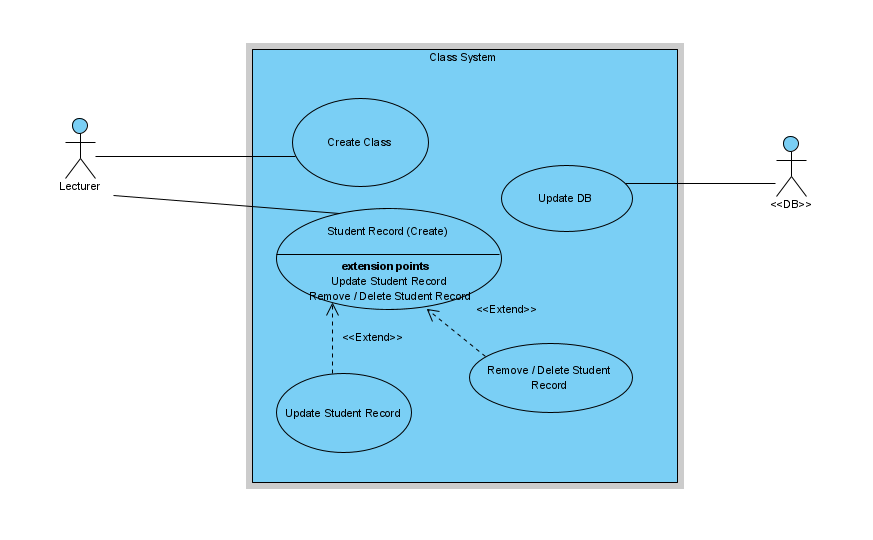 Class System
Create Class
Lecturer
Update DB
<<DB>>
Student Record (Create)
extension points
Update Student Record
Remove / Delete Student Record
<<Extend>>
<<Extend>>
Remove / Delete Student
Record
Update Student Record